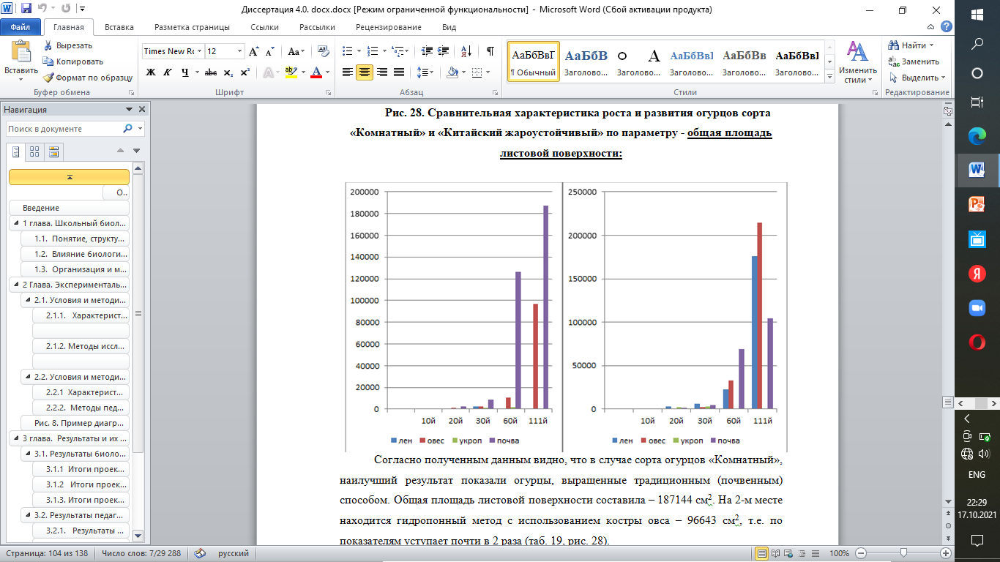 Диссертация 4.0. docx.docx [Режим ограниченной функциональности] - Microsoft Word (Сбой активации продукта)
Файл Главная Вставка Разметка страницы Ссылки Рассылки Рецензирование Вид
Вставить
Вырезать
Копировать
Формат по образцу
Буфер обмена
Times New Ro 12
Ж К Ч abc x₂ x²
Aa
Шрифт
Абзац
АаБбВвГ АаБбВ О А АаБбВвІ АаБбВв АаБбВвІ
¶ Обычный Заголово... Заголово... Заголово... Заголово... Заголово...
Стили
Изменить стили
Найти
Заменить
Выделить
Редактирование
Навигация
Поиск в документе
О..
Введение
1 глава. Школьный биол...
1.1. Понятие, структу...
1.2. Влияние биологи...
1.3. Организация и м...
2 Глава. Эксперименталь...
2.1. Условия и методи...
2.1.1. Характерист...
2.1.2. Методы иссл...
2.2. Условия и методи...
2.2.1 Характерист...
2.2.2. Методы пед...
Рис. 8. Пример диагр...
3 глава. Результаты и их ...
3.1. Результаты биоло...
3.1.1 Итоги проек...
3.1.2 Итоги проек...
3.1.3. Итоги проек...
3.2. Результаты педаг...
3.2.1. Результаты ...
Рис. 28. Сравнительная характеристика роста и развития огурцов сорта
«Комнатный» и «Китайский жароустойчивый» по параметру - общая площадь
листовой поверхности:
200000
180000
160000
140000
120000
100000
80000
60000
40000
20000
0
10й 20й 30й 60й 111й
лен овес укроп почва
250000
200000
150000
100000
50000
0
10й 20й 30й 60й 111й
лен овес укроп почва
Согласно полученным данным видно, что в случае сорта огурцов «Комнатный»,
наилучший результат показали огурцы, выращенные традиционным (почвенным)
способом. Общая площадь листовой поверхности составила – 187144 см². На 2-м месте
находится гидропонный метод с использованием костры овса – 96643 см², т.е. по
показателям уступает почти в 2 раза (таб. 19, рис. 28).
Страница: 104 из 138 Число слов: 7/29 288 русский 100%
ENG
22:29
17.10.2021